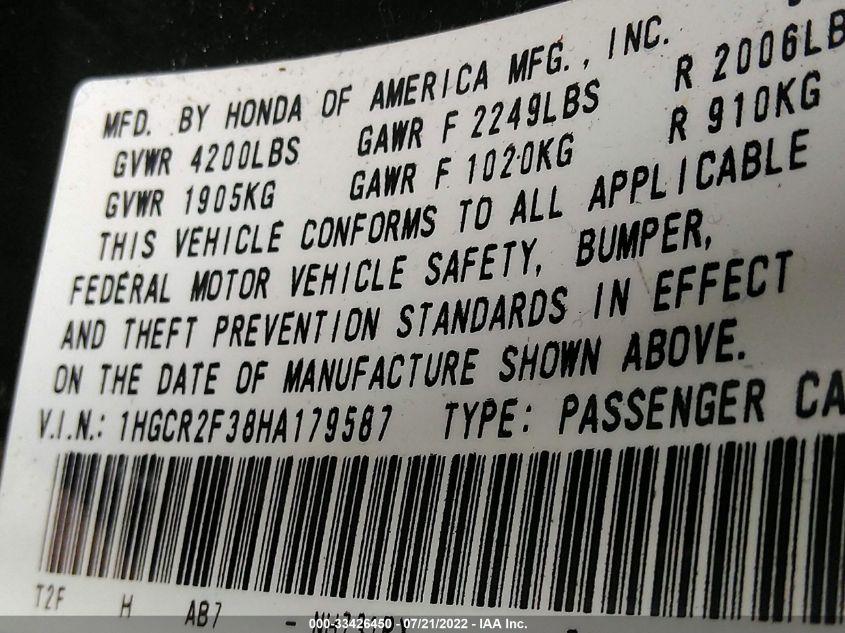 MFD. BY HONDA OF AMERICA MFG., INC.
GVWR 4200LBS GAWR F 2249LBS R 2006LB
GVWR 1905KG GAWR F 1020KG R 910KG
THIS VEHICLE CONFORMS TO ALL APPLICABLE
FEDERAL MOTOR VEHICLE SAFETY, BUMPER,
AND THEFT PREVENTION STANDARDS IN EFFECT
ON THE DATE OF MANUFACTURE SHOWN ABOVE.
V.I.N.: 1HGCR2F38HA179587 TYPE: PASSENGER CA
T2F H AB7 -
000-33426450 - 07/21/2022 - IAA Inc.